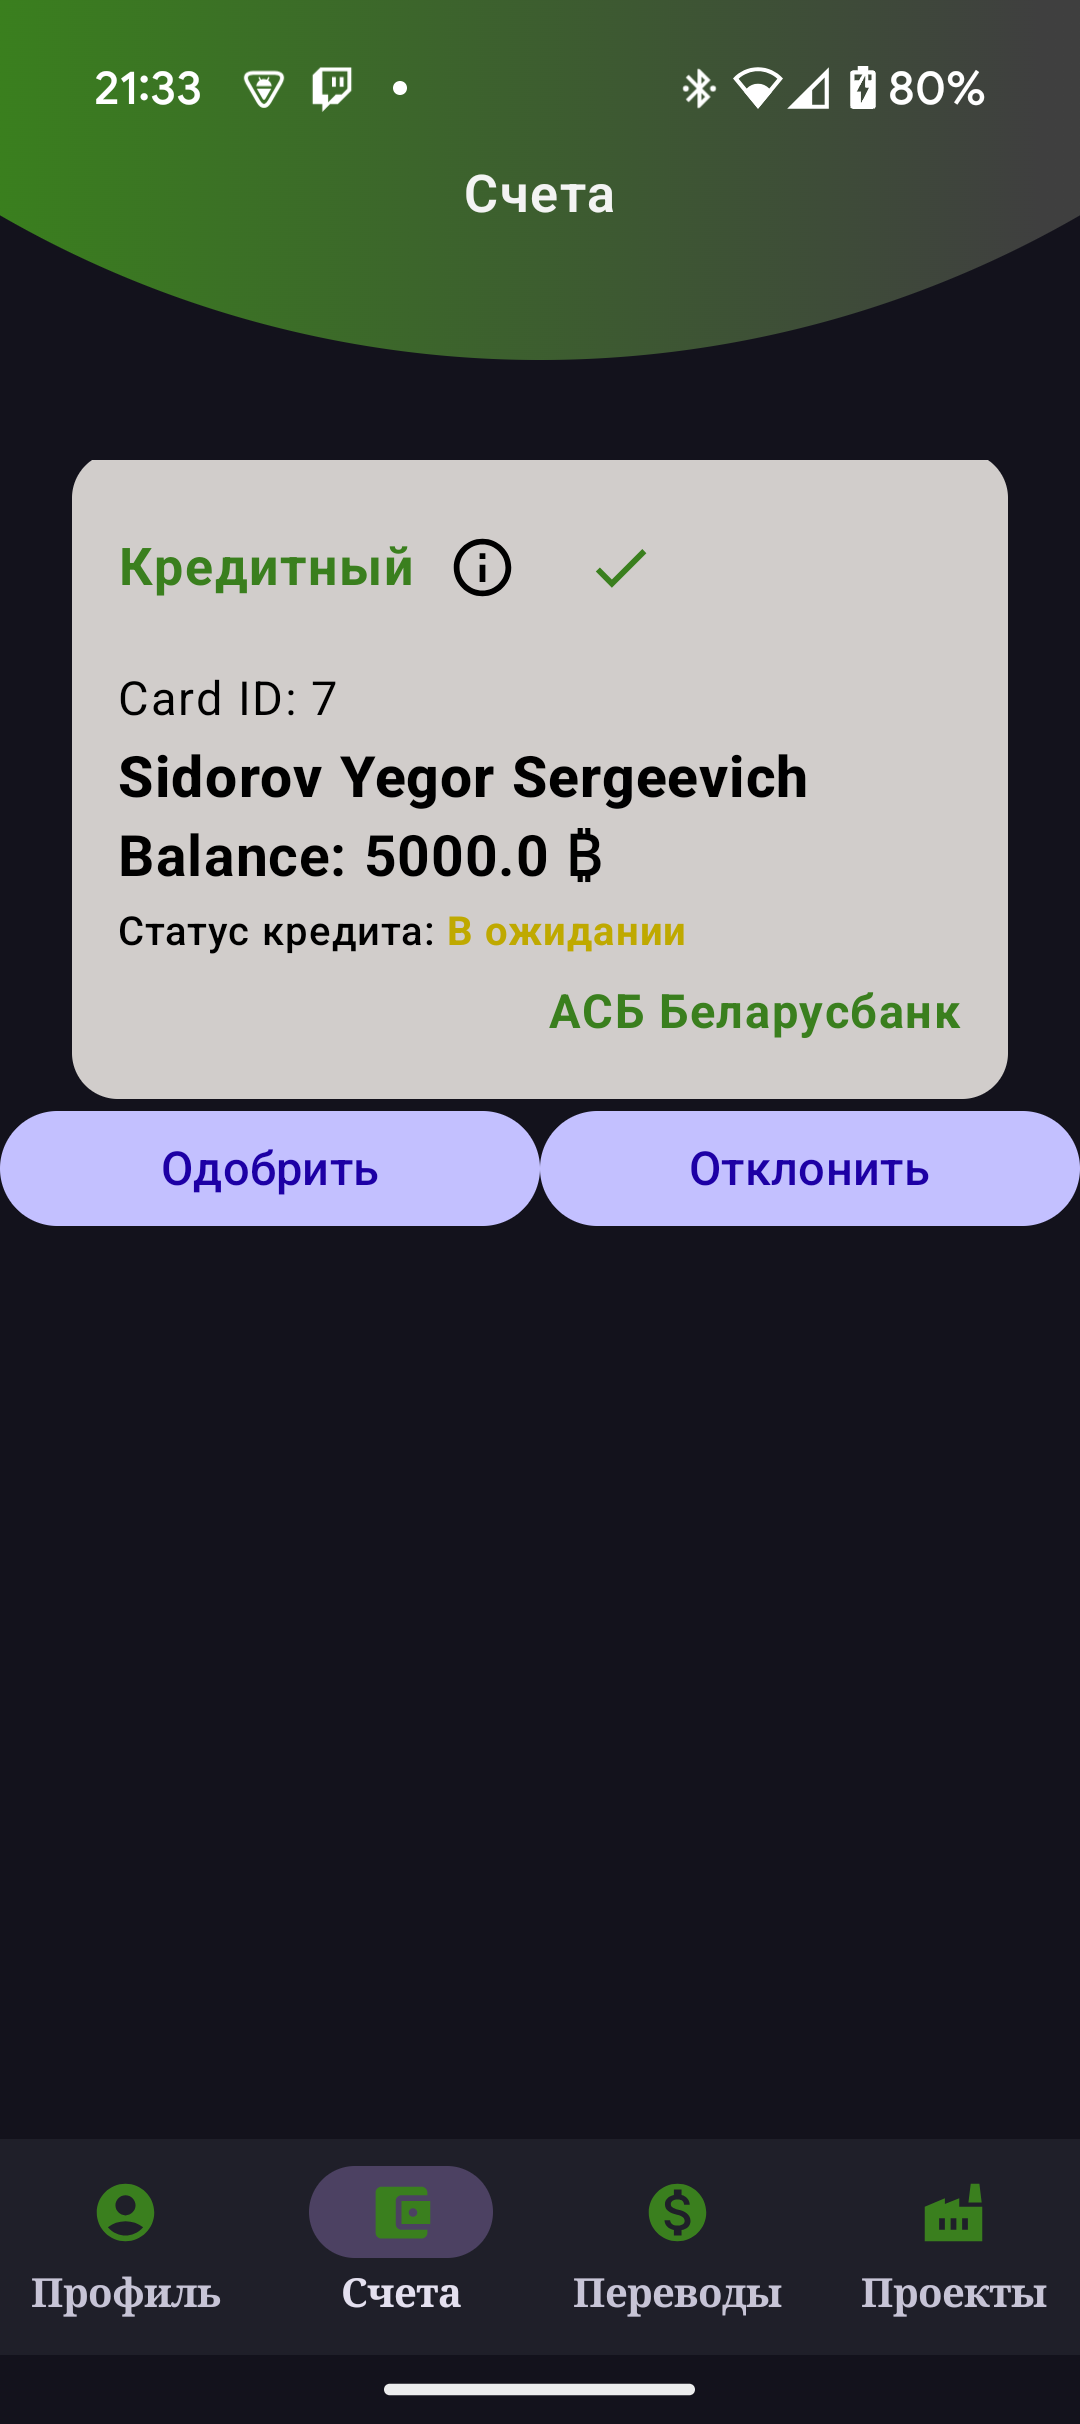 21:33 80%
Счета
Кредитный
Card ID: 7
Sidorov Yegor Sergeevich
Balance: 5000.0 ₿
Статус кредита: В ожидании
АСБ Беларусбанк
Одобрить Отклонить
Профиль Счета Переводы Проекты